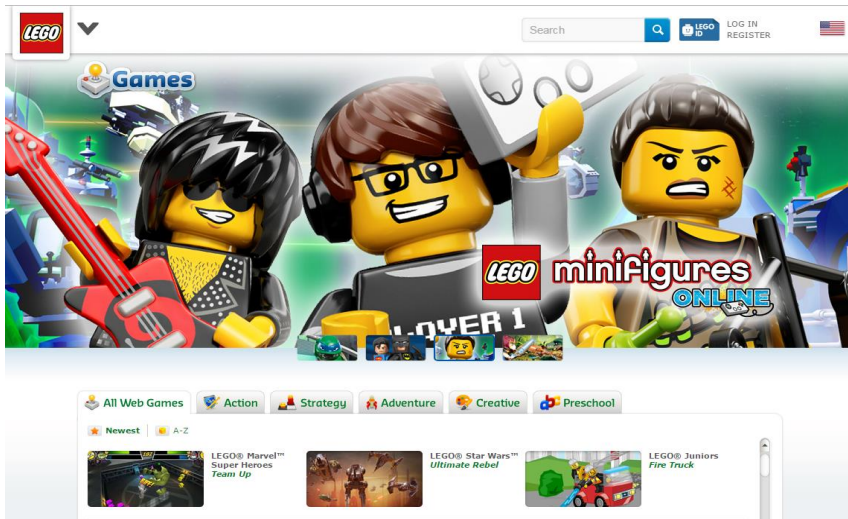 LEGO
Search
LEGO
ID
LOG IN
REGISTER
Games
LEGO minifigures
ONLINE
LAYER 1
All Web Games
Action
Strategy
Adventure
Creative
Preschool
Newest
A-Z
LEGO® Marvel™
Super Heroes
Team Up
LEGO® Star Wars™
Ultimate Rebel
LEGO® Juniors
Fire Truck